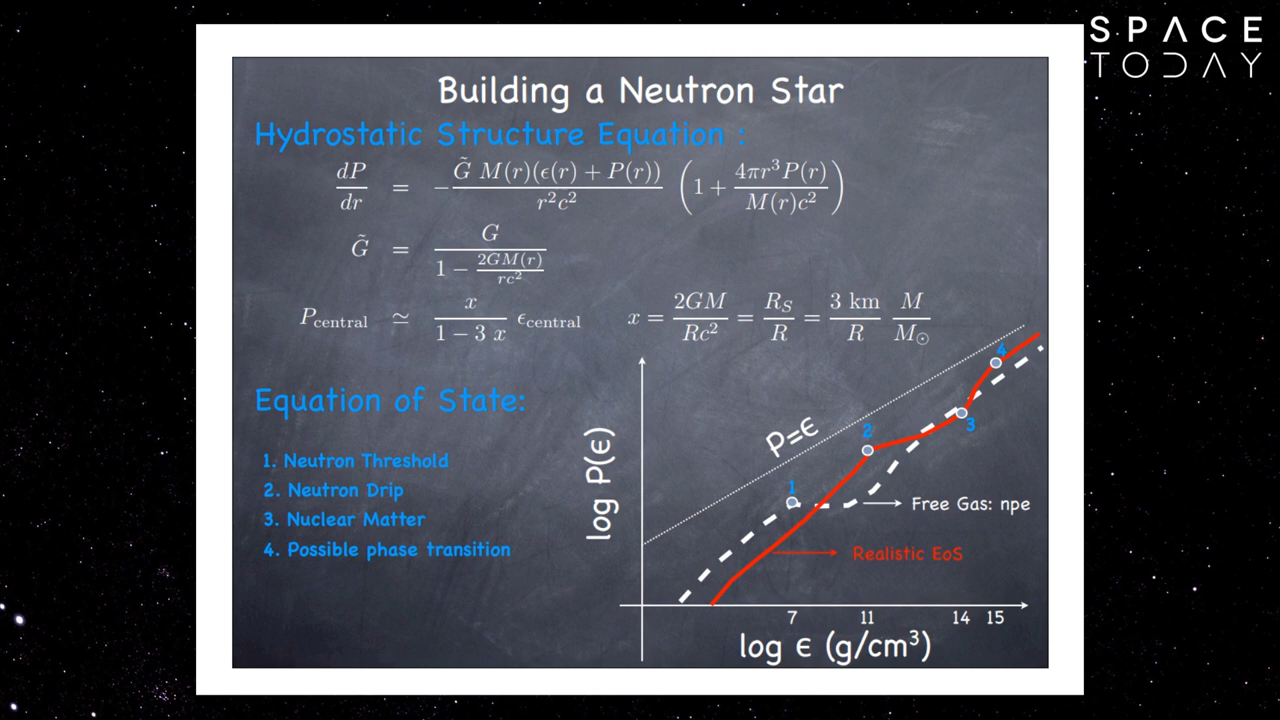 SPACE
TODAY
Building a Neutron Star
Hydrostatic Structure Equation :
dP/dr = −G̃ M(r)(ϵ(r) + P(r))/r²c² (1 + 4πr³P(r)/M(r)c²)
G̃ = G/(1 − 2GM(r)/rc²)
P_central ≃ x/(1 − 3 x) ϵ_central x = 2GM/Rc² = R_S/R = 3 km/R M/M_⊙
Equation of State:
1. Neutron Threshold
2. Neutron Drip
3. Nuclear Matter
4. Possible phase transition
log P(ϵ)
P=ϵ
1
2
3
4
Free Gas: npe
Realistic EoS
7 11 14 15
log ϵ (g/cm³)